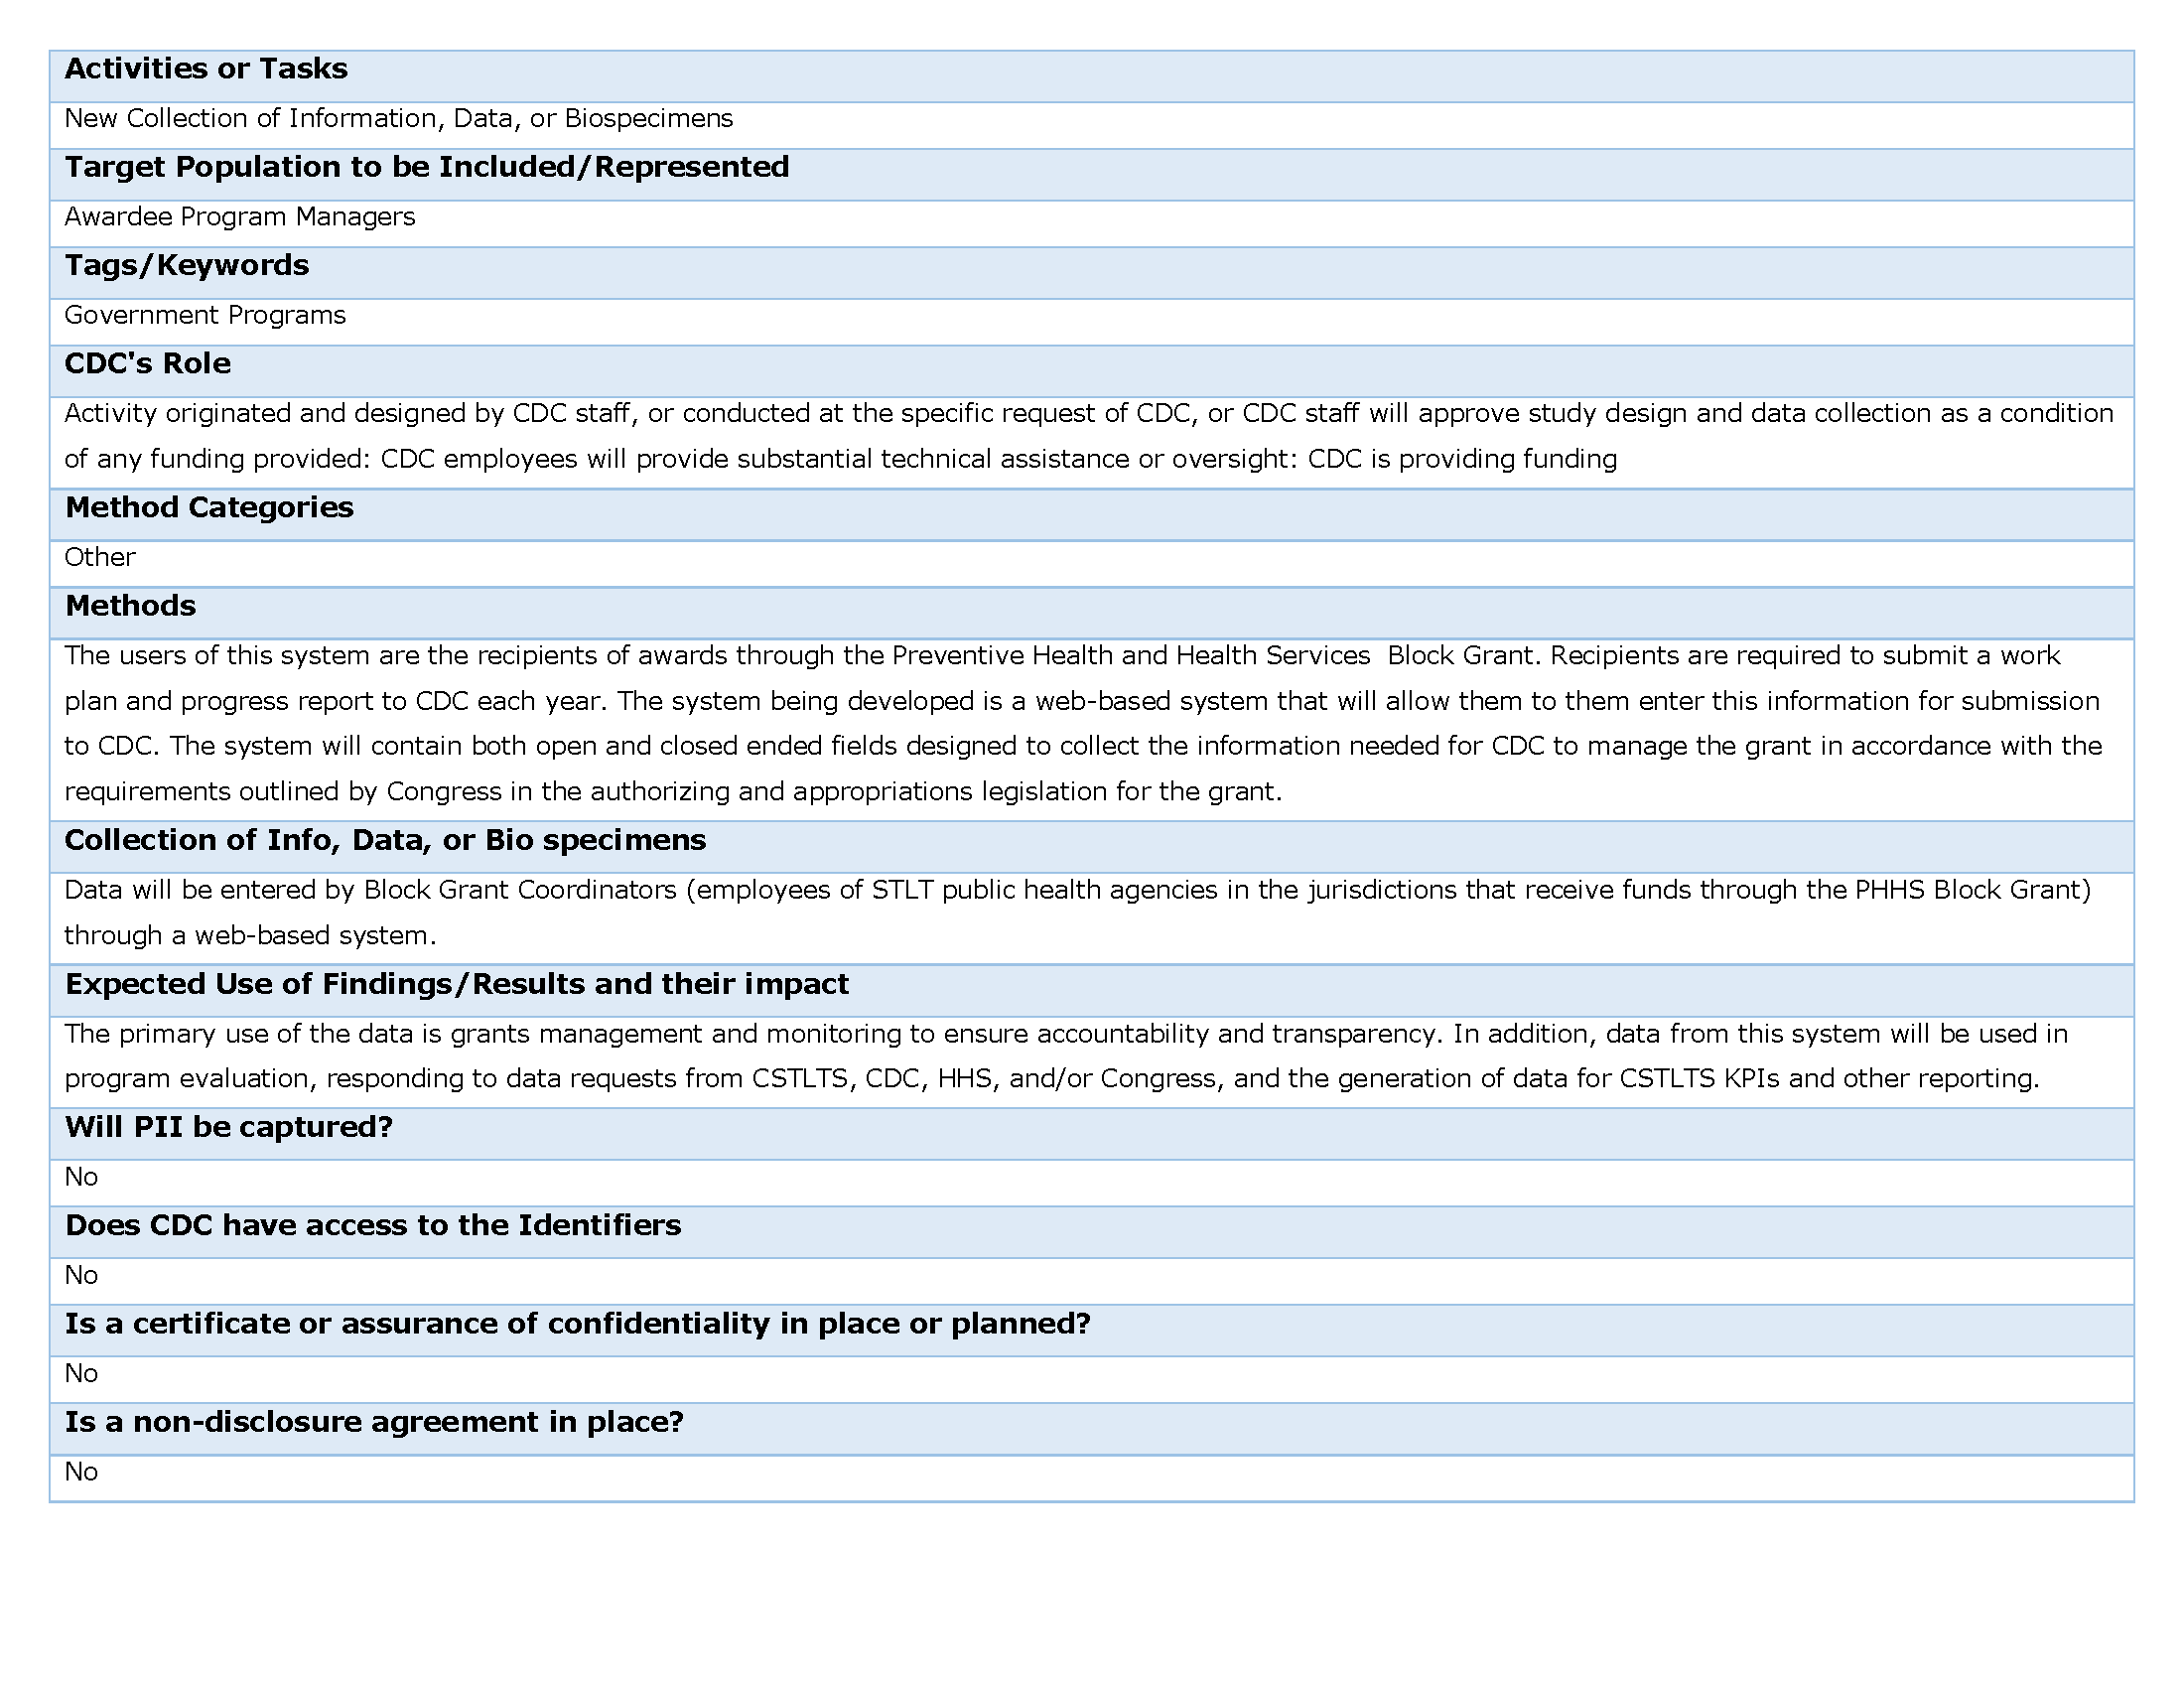 Activities or Tasks
New Collection of Information, Data, or Biospecimens
Target Population to be Included/Represented
Awardee Program Managers
Tags/Keywords
Government Programs
CDC's Role
Activity originated and designed by CDC staff, or conducted at the specific request of CDC, or CDC staff will approve study design and data collection as a condition
of any funding provided: CDC employees will provide substantial technical assistance or oversight: CDC is providing funding
Method Categories
Other
Methods
The users of this system are the recipients of awards through the Preventive Health and Health Services  Block Grant. Recipients are required to submit a work
plan and progress report to CDC each year. The system being developed is a web-based system that will allow them to them enter this information for submission
to CDC. The system will contain both open and closed ended fields designed to collect the information needed for CDC to manage the grant in accordance with the
requirements outlined by Congress in the authorizing and appropriations legislation for the grant.
Collection of Info, Data, or Bio specimens
Data will be entered by Block Grant Coordinators (employees of STLT public health agencies in the jurisdictions that receive funds through the PHHS Block Grant)
through a web-based system.
Expected Use of Findings/Results and their impact
The primary use of the data is grants management and monitoring to ensure accountability and transparency. In addition, data from this system will be used in
program evaluation, responding to data requests from CSTLTS, CDC, HHS, and/or Congress, and the generation of data for CSTLTS KPIs and other reporting.
Will PII be captured?
No
Does CDC have access to the Identifiers
No
Is a certificate or assurance of confidentiality in place or planned?
No
Is a non-disclosure agreement in place?
No